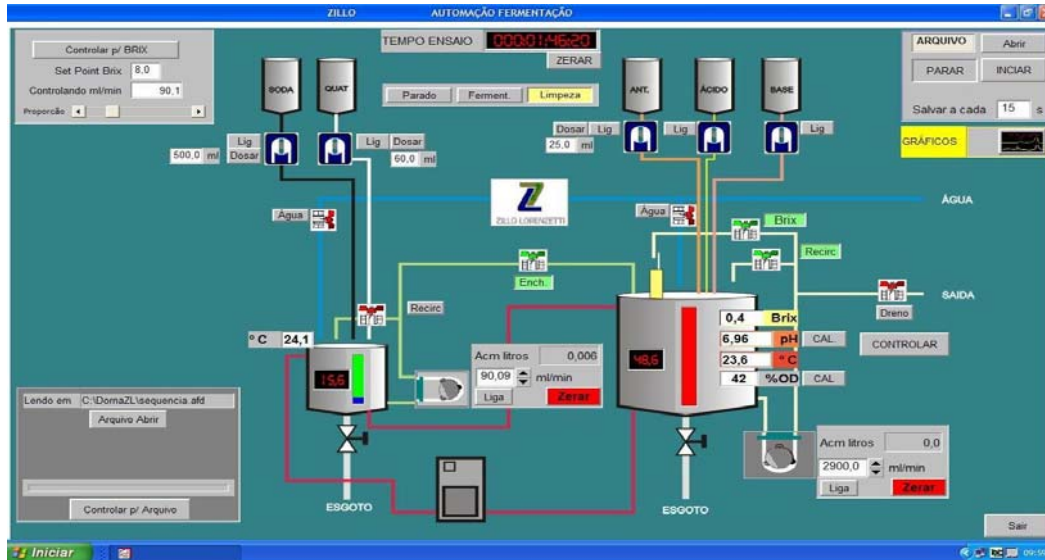 ZILLO AUTOMAÇÃO FERMENTAÇÃO
Controlar p/ BRIX
Set Point Brix 8,0
Controlando ml/min 90,1
Proporcão
TEMPO ENSAIO 000:01:46:20
ZERAR
Parado Ferment. Limpeza
ARQUIVO Abrir
PARAR INCIAR
Salvar a cada 15 s
GRÁFICOS
SODA QUAT
ANT. ÁCIDO BASE
Lig Lig Dosar
500,0 ml Dosar 60,0 ml
Dosar Lig Lig Lig
25,0 ml
ZILLO LORENZETTI
ÁGUA
Água
Água
Brix
Recirc
Ench.
Recirc
SAIDA
Dreno
° C 24,1
15,6
48,6
0,4 Brix
6,96 pH CAL.
23,6 ° C
42 %OD CAL
CONTROLAR
Acm litros 0,006
90,09 ml/min
Liga Zerar
Acm litros 0,0
2900,0 ml/min
Liga Zerar
Lendo em C:\DornaZL\sequencia.afd
Arquivo Abrir
Controlar p/ Arquivo
ESGOTO
ESGOTO
Sair
Iniciar